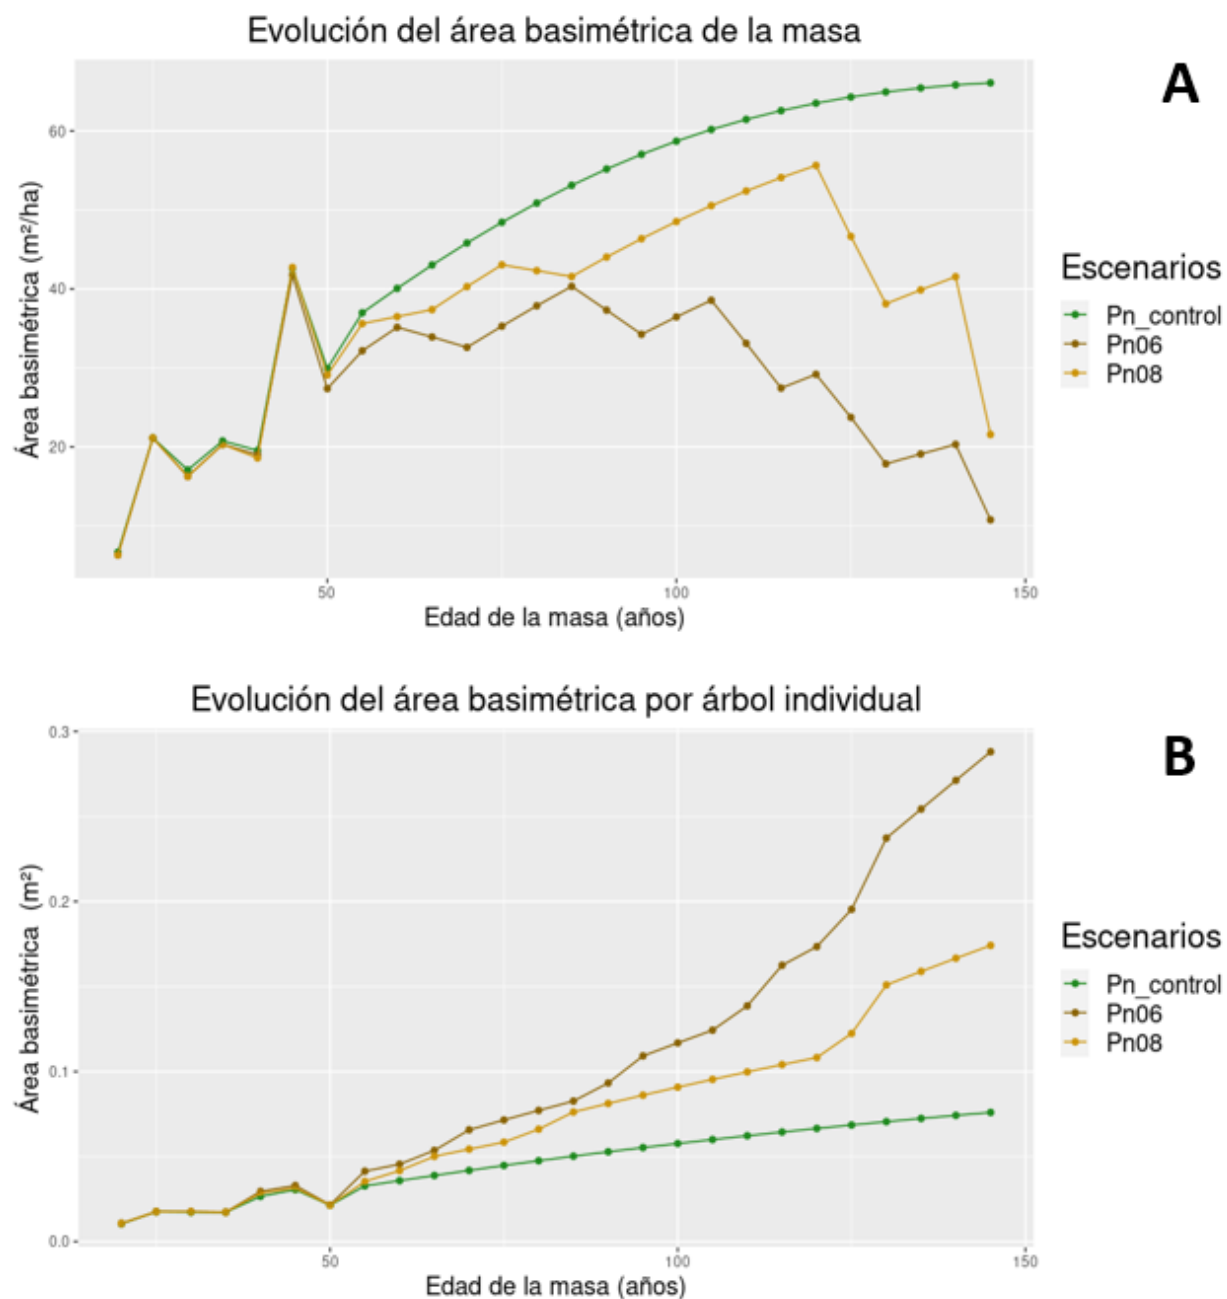 Evolución del área basimétrica de la masa
A
60
40
20
Área basimétrica (m²/ha)
50
100
150
Edad de la masa (años)
Escenarios
Pn_control
Pn06
Pn08
Evolución del área basimétrica por árbol individual
B
0.3
0.2
0.1
0.0
Área basimétrica (m²)
50
100
150
Edad de la masa (años)
Escenarios
Pn_control
Pn06
Pn08